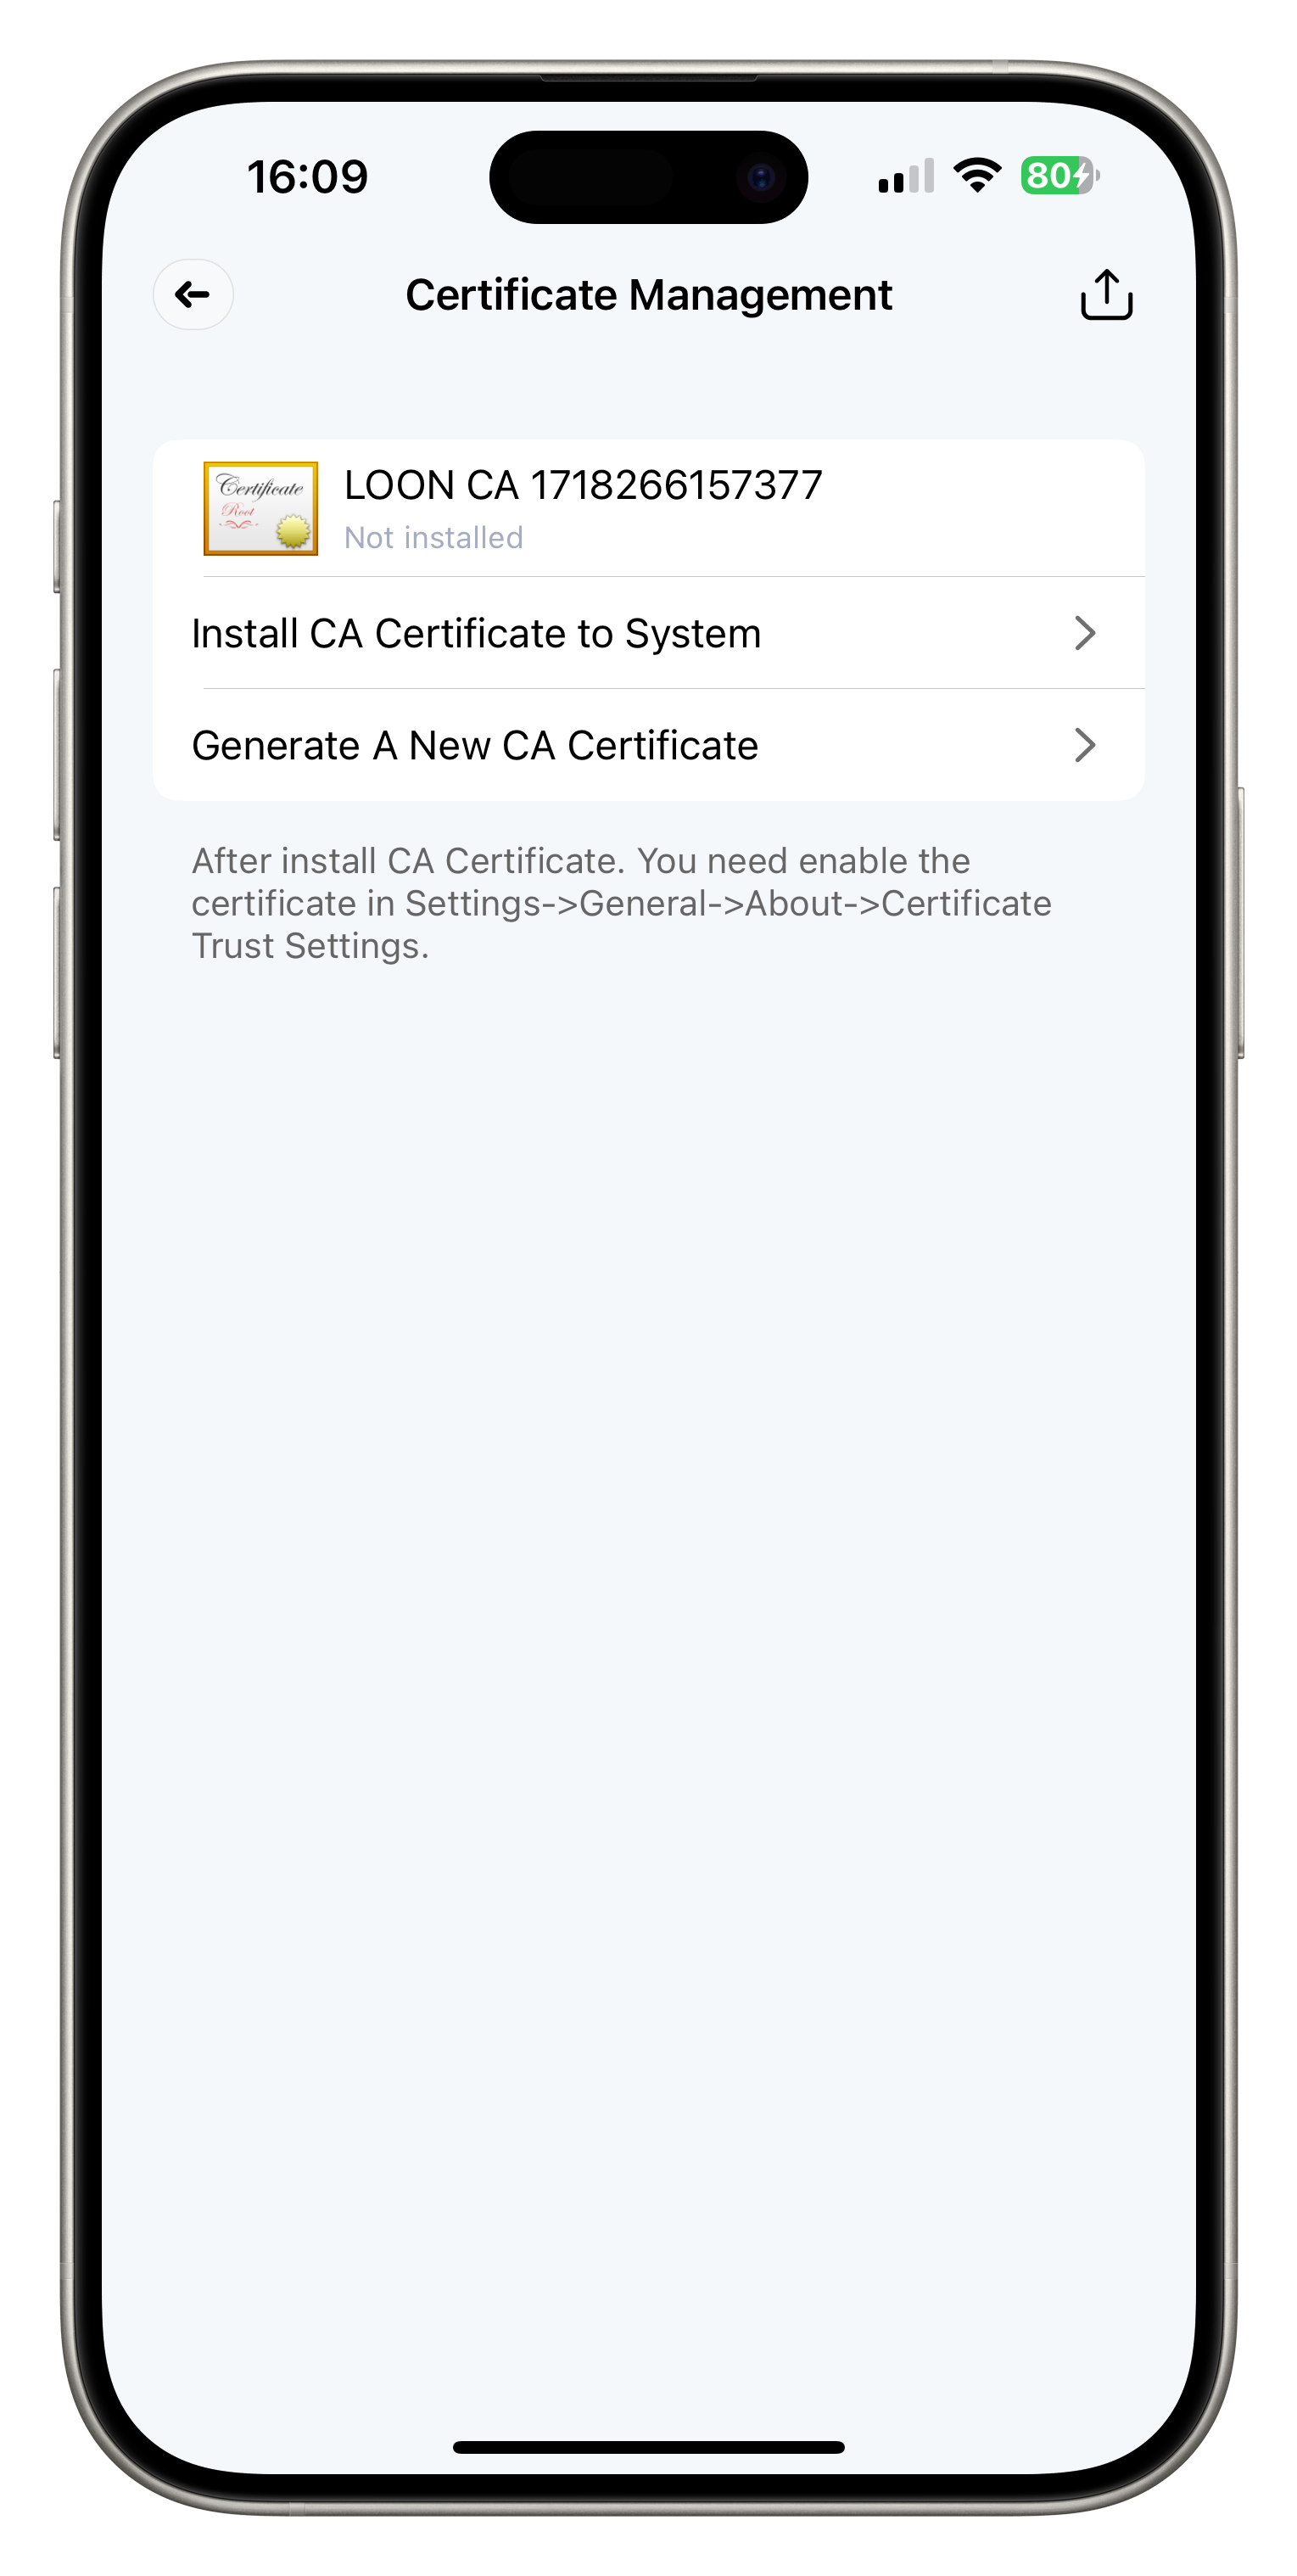 16:09
80
Certificate Management
Certificate
Root
LOON CA 1718266157377
Not installed
Install CA Certificate to System
Generate A New CA Certificate
After install CA Certificate. You need enable the
certificate in Settings->General->About->Certificate
Trust Settings.